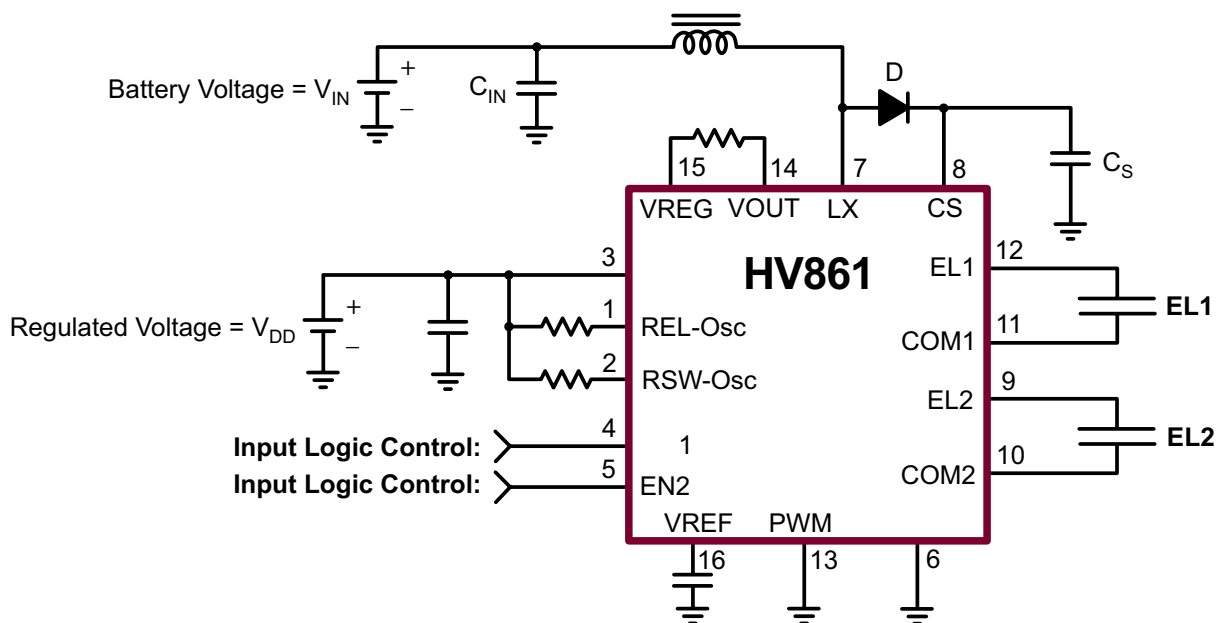 D
+
Battery Voltage = VIN
−
CIN
15
14
7
8
CS
VREG
VOUT
LX
CS
HV861
3
12
EL1
+
Regulated Voltage = VDD
−
1
REL-Osc
EL1
11
COM1
2
RSW-Osc
9
EL2
Input Logic Control:
4
1
EL2
Input Logic Control:
5
EN2
10
COM2
VREF
PWM
16
13
6